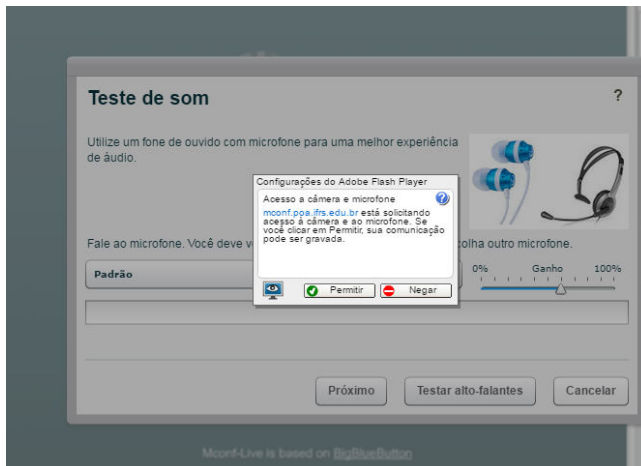 Teste de som
?
Utilize um fone de ouvido com microfone para uma melhor experiência
de áudio.
Configurações do Adobe Flash Player
Acesso a câmera e microfone
mconf.poa.ifrs.edu.br está solicitando
acesso à câmera e ao microfone. Se
você clicar em Permitir, sua comunicação
pode ser gravada.
Permitir
Negar
Fale ao microfone. Você deve
outro microfone.
Padrão
0% Ganho 100%
Próximo
Testar alto-falantes
Cancelar
Mconf-Live is based on BigBlueButton